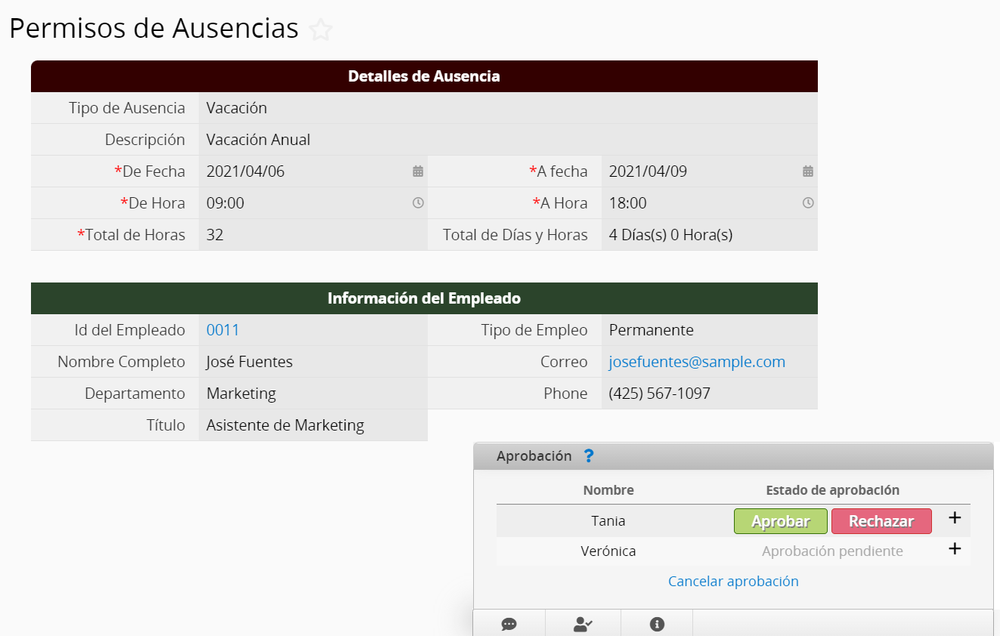 Permisos de Ausencias
Detalles de Ausencia
Tipo de Ausencia Vacación
Descripción Vacación Anual
*De Fecha 2021/04/06 *A fecha 2021/04/09
*De Hora 09:00 *A Hora 18:00
*Total de Horas 32 Total de Días y Horas 4 Días(s) 0 Hora(s)
Información del Empleado
Id del Empleado 0011 Tipo de Empleo Permanente
Nombre Completo José Fuentes Correo josefuentes@sample.com
Departamento Marketing Phone (425) 567-1097
Título Asistente de Marketing
Aprobación ?
Nombre Estado de aprobación
Tania Aprobar Rechazar +
Verónica Aprobación pendiente +
Cancelar aprobación